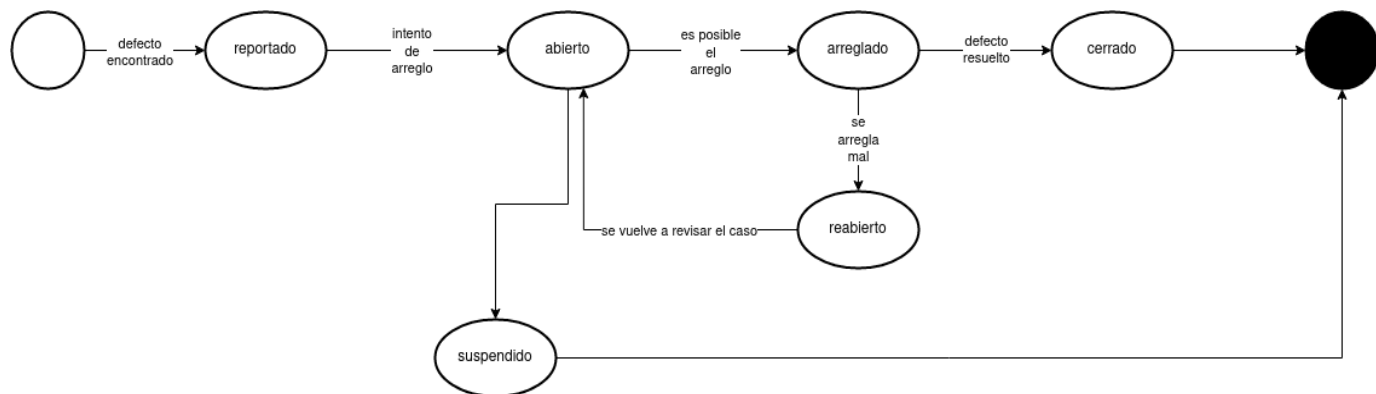 defecto
encontrado
reportado
intento
de
arreglo
abierto
es posible
el
arreglo
arreglado
defecto
resuelto
cerrado
se
arregla
mal
reabierto
se vuelve a revisar el caso
suspendido